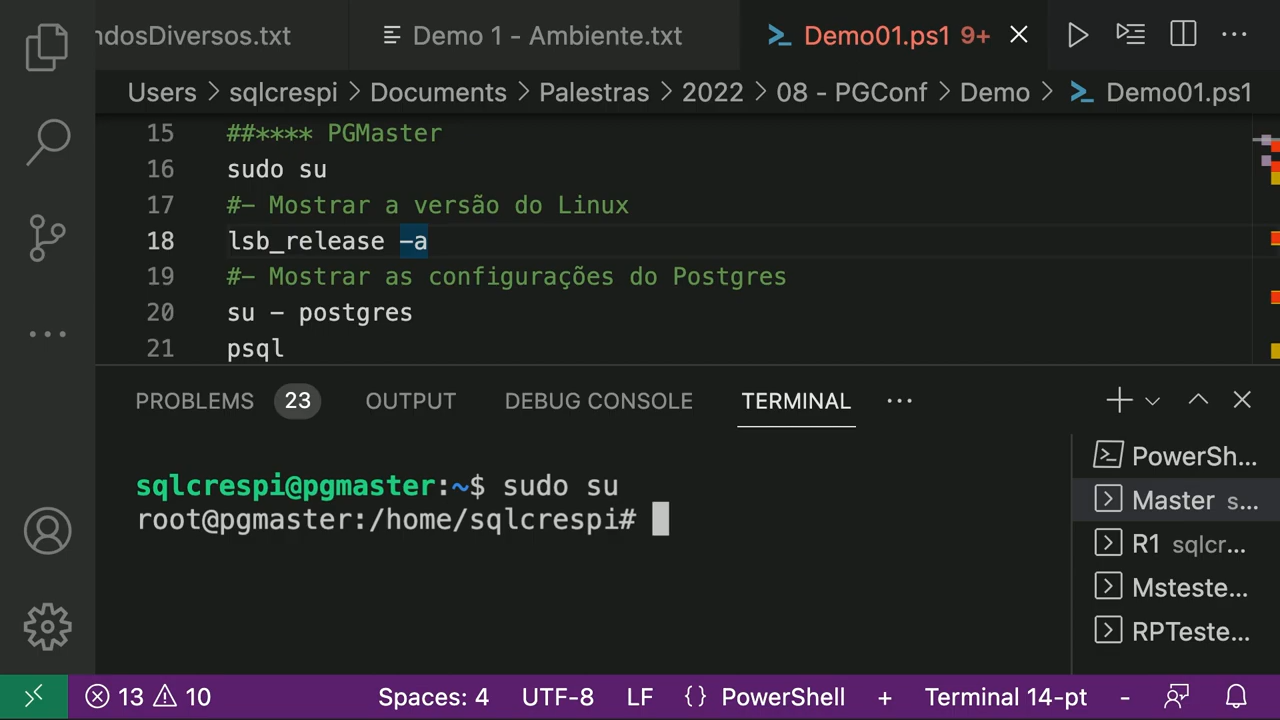 ndosDiversos.txt
Demo 1 - Ambiente.txt
Demo01.ps1 9+
Users > sqlcrespi > Documents > Palestras > 2022 > 08 - PGConf > Demo > Demo01.ps1
15 ##**** PGMaster
16 sudo su
17 #- Mostrar a versão do Linux
18 lsb_release -a
19 #- Mostrar as configurações do Postgres
20 su - postgres
21 psql
PROBLEMS 23 OUTPUT DEBUG CONSOLE TERMINAL ...
sqlcrespi@pgmaster:~$ sudo su
root@pgmaster:/home/sqlcrespi#
PowerSh...
Master s...
R1 sqlcr...
Msteste...
RPTeste...
13 10 Spaces: 4 UTF-8 LF {} PowerShell + Terminal 14-pt -